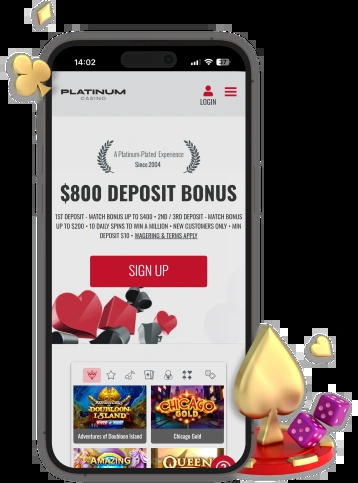 14:02
27
PLATINUM
CASINO
LOGIN
A Platinum-Plated Experience
Since 2004
$800 DEPOSIT BONUS
1ST DEPOSIT - MATCH BONUS UP TO $400 • 2ND / 3RD DEPOSIT - MATCH BONUS
UP TO $200 • 10 DAILY SPINS TO WIN A MILLION • NEW CUSTOMERS ONLY • MIN
DEPOSIT $10 • WAGERING & TERMS APPLY
SIGN UP
DOUBLOON
ISLAND
CHICAGO
GOLD
Adventures of Doubloon Island
Chicago Gold
AMAZING
QUEEN